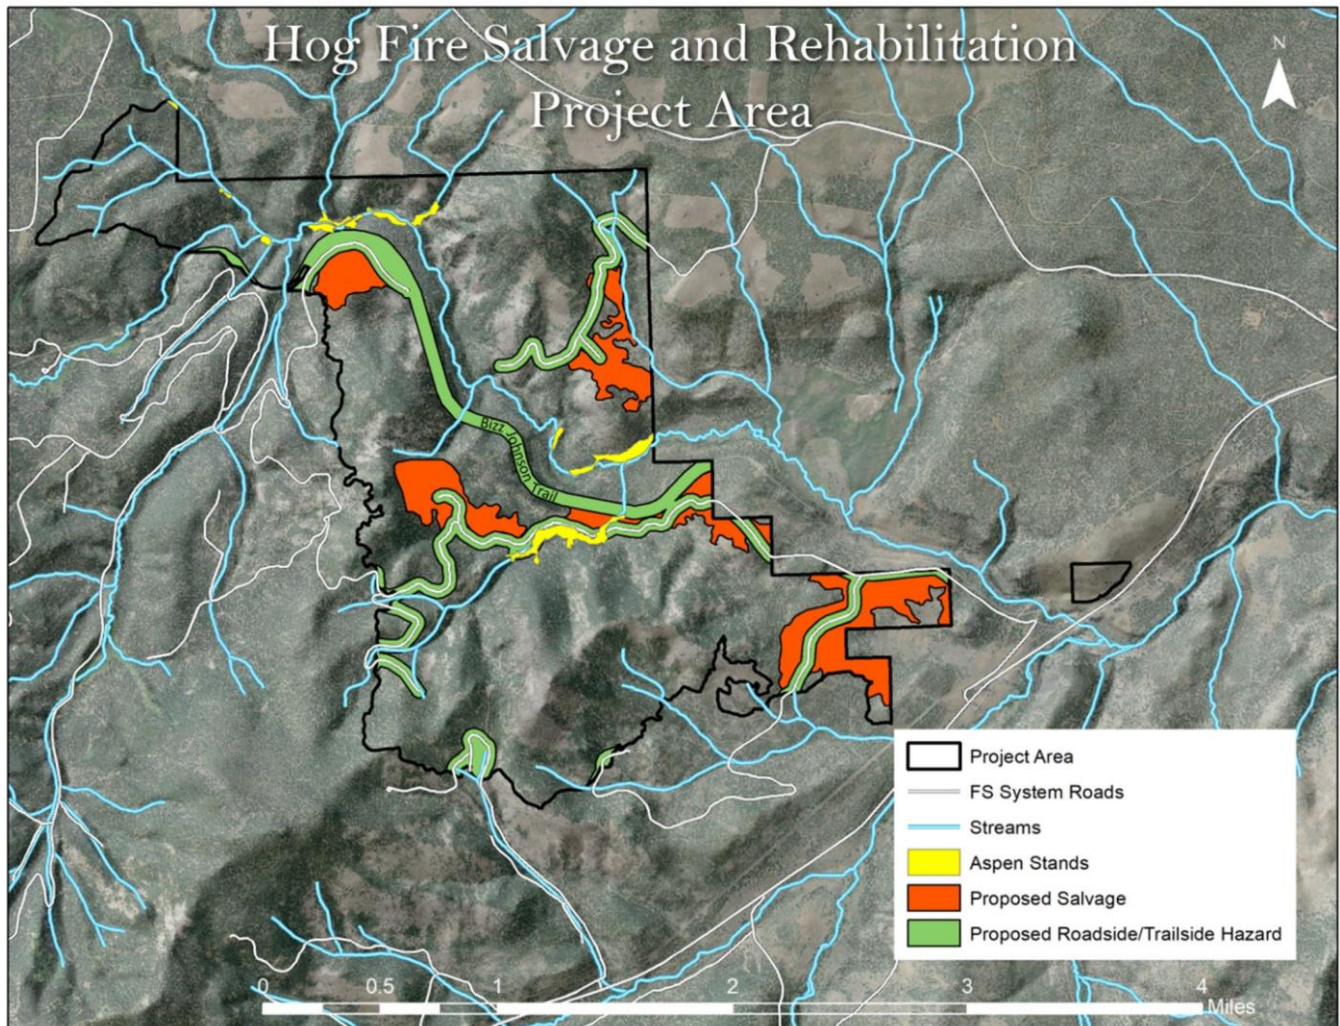 Hog Fire Salvage and Rehabilitation
Project Area
N
Bizz Johnson Trail
Project Area
FS System Roads
Streams
Aspen Stands
Proposed Salvage
Proposed Roadside/Trailside Hazard
0 0.5 1 2 3 4
Miles